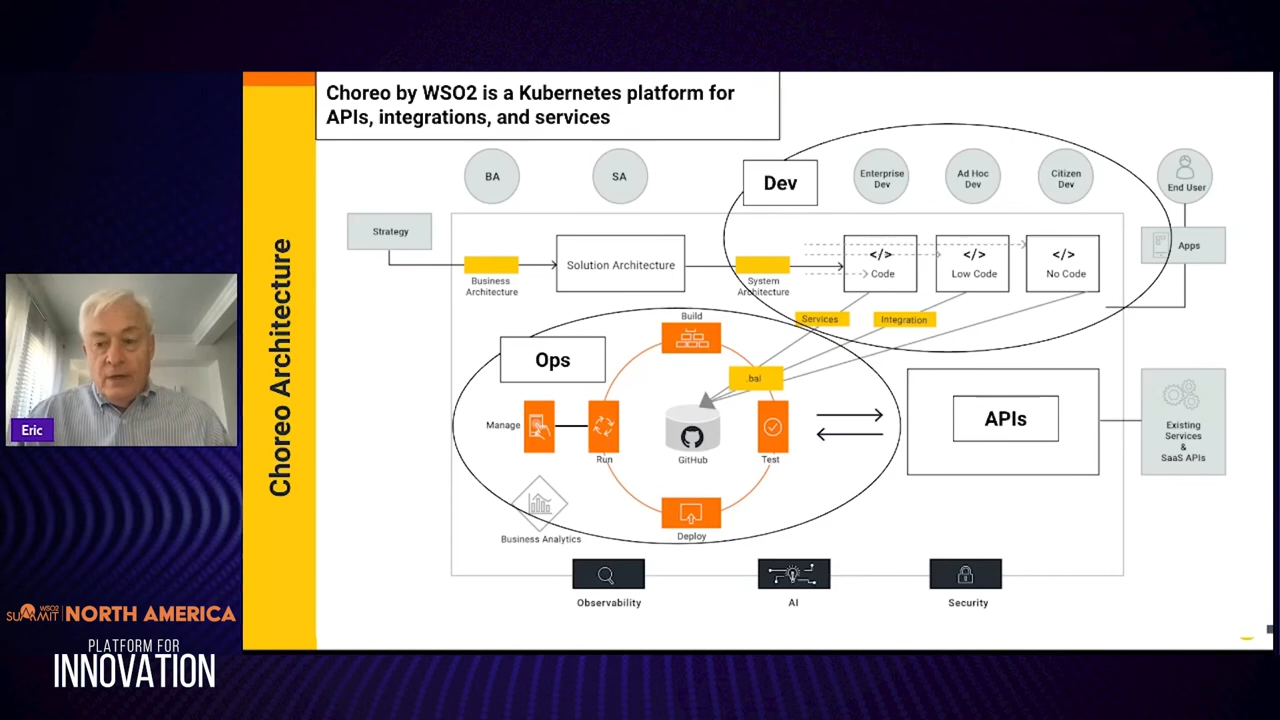 Choreo by WSO2 is a Kubernetes platform for
APIs, integrations, and services
Choreo Architecture
BA
SA
Dev
Enterprise
Dev
Ad Hoc
Dev
Citizen
Dev
End User
Strategy
Business
Architecture
Solution Architecture
System
Architecture
</>
Code
</>
Low Code
</>
No Code
Apps
Services
Integration
Ops
Build
.bal
Manage
Run
GitHub
Test
Deploy
Business Analytics
APIs
Existing
Services
&
SaaS APIs
Observability
AI
Security
Eric
WSO2
SUMMIT
NORTH AMERICA
PLATFORM FOR
INNOVATION